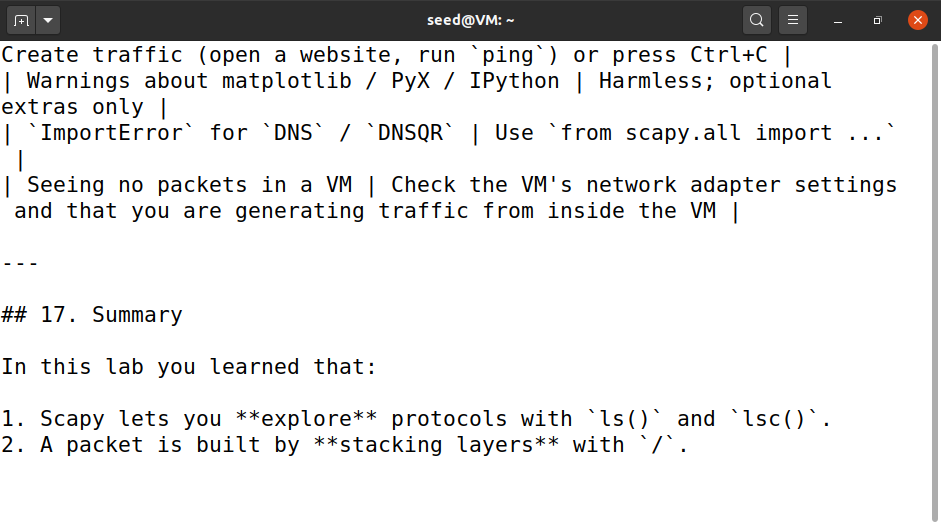 seed@VM: ~
Create traffic (open a website, run `ping`) or press Ctrl+C |
| Warnings about matplotlib / PyX / IPython | Harmless; optional
extras only |
| `ImportError` for `DNS` / `DNSQR` | Use `from scapy.all import ...`
 |
| Seeing no packets in a VM | Check the VM's network adapter settings
 and that you are generating traffic from inside the VM |
---
## 17. Summary
In this lab you learned that:
1. Scapy lets you **explore** protocols with `ls()` and `lsc()`.
2. A packet is built by **stacking layers** with `/`.